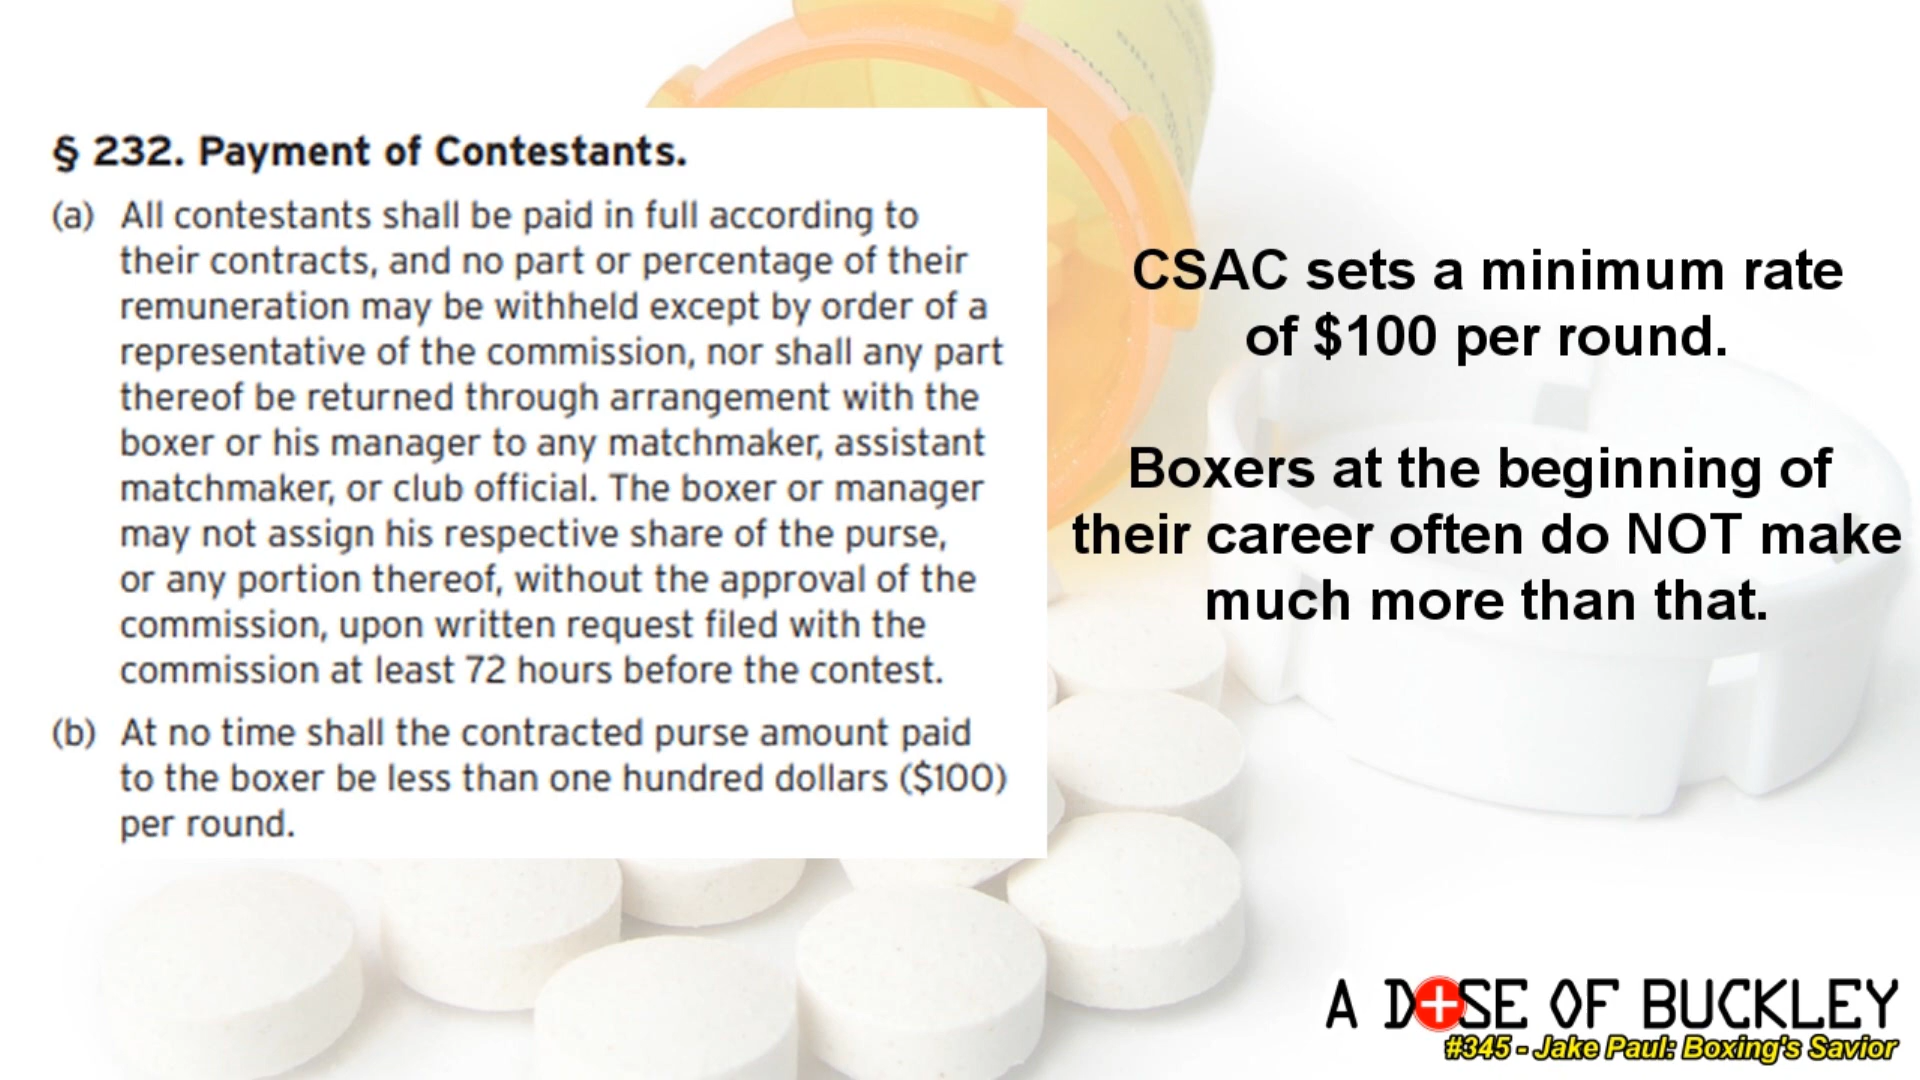 § 232. Payment of Contestants.
(a) All contestants shall be paid in full according to
their contracts, and no part or percentage of their
remuneration may be withheld except by order of a
representative of the commission, nor shall any part
thereof be returned through arrangement with the
boxer or his manager to any matchmaker, assistant
matchmaker, or club official. The boxer or manager
may not assign his respective share of the purse,
or any portion thereof, without the approval of the
commission, upon written request filed with the
commission at least 72 hours before the contest.
(b) At no time shall the contracted purse amount paid
to the boxer be less than one hundred dollars ($100)
per round.
CSAC sets a minimum rate
of $100 per round.
Boxers at the beginning of
their career often do NOT make
much more than that.
A DOSE OF BUCKLEY
#345 - Jake Paul: Boxing's Savior